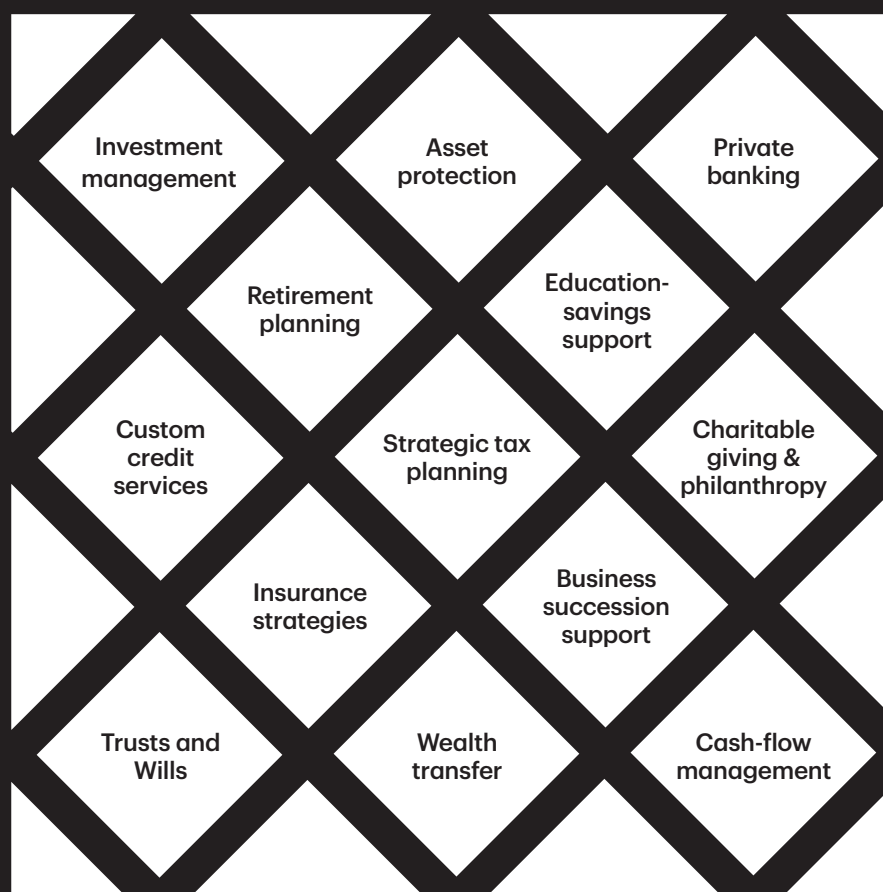 Investment
management
Asset
protection
Private
banking
Retirement
planning
Education-
savings
support
Custom
credit
services
Strategic tax
planning
Charitable
giving &
philanthropy
Insurance
strategies
Business
succession
support
Trusts and
Wills
Wealth
transfer
Cash-flow
management